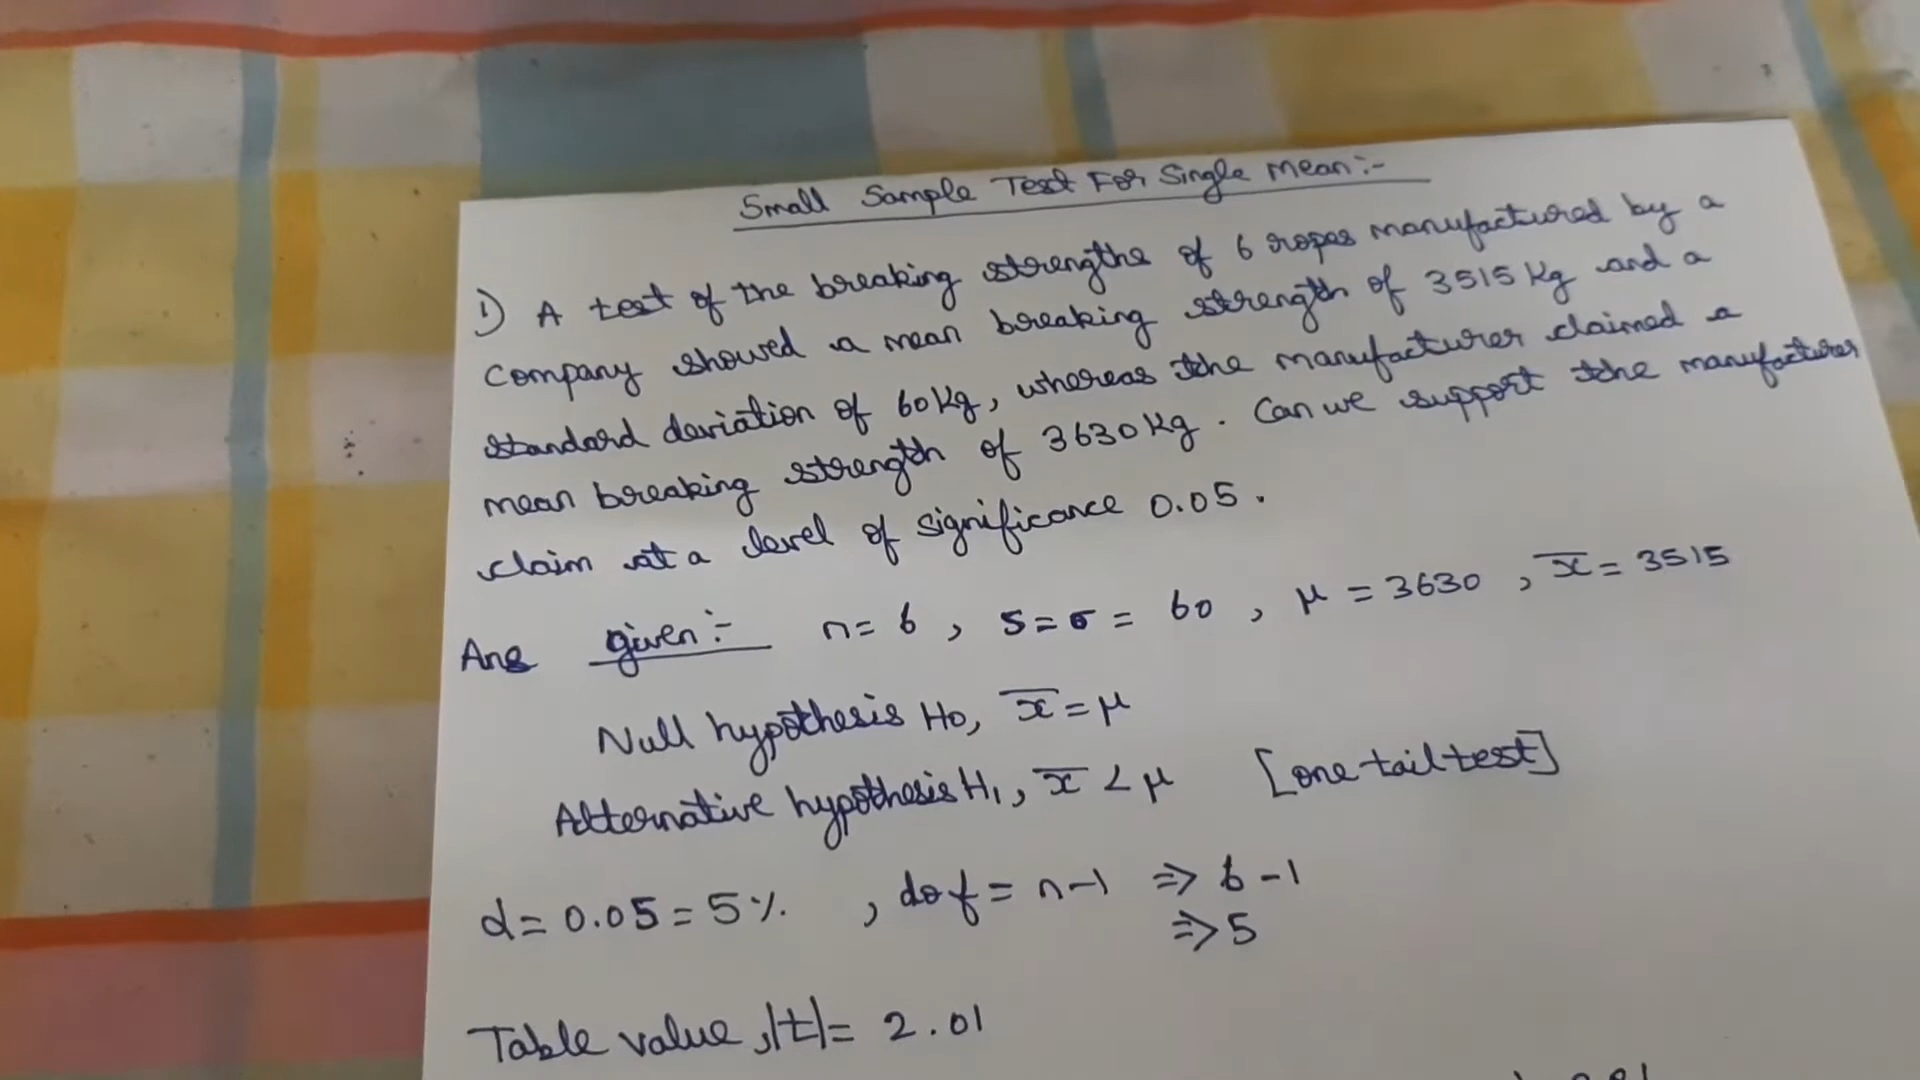 Small Sample Test For Single Mean:-
1) A test of the breaking strengths of 6 ropes manufactured by a
company showed a mean breaking strength of 3515 kg and a
standard deviation of 60kg, whereas the manufacturer claimed a
mean breaking strength of 3630kg. Can we support the manufacturer
claim at a level of significance 0.05.
Ans given:- n=6, S=σ= 60, μ=3630, x̄=3515
Null hypothesis H0, x̄=μ
Alternative hypothesis H1, x̄<μ [one tail test]
α=0.05=5%, dof=n-1 ⇒ 6-1
⇒5
Table value, |t|= 2.01